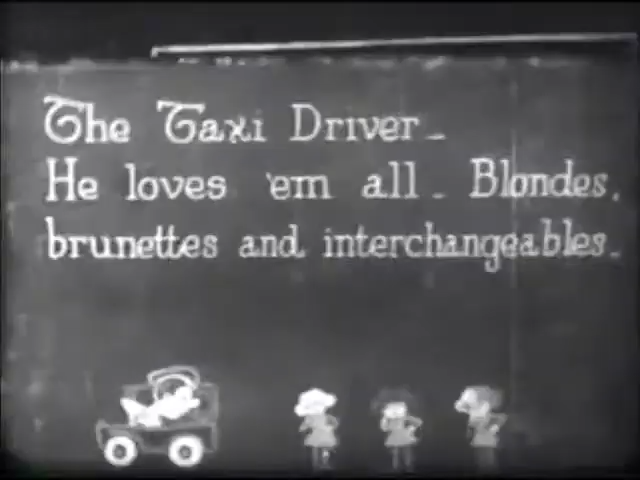 The Taxi Driver-
He loves 'em all - Blondes,
brunettes and interchangeables.